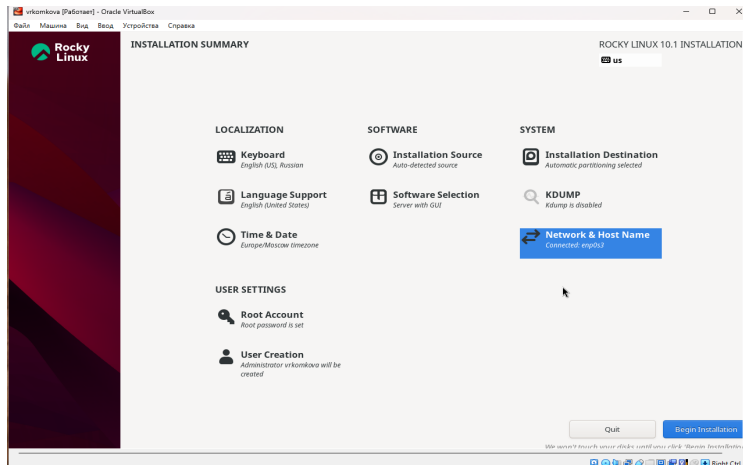 vrkomkova [Работает] - Oracle VirtualBox
Файл Машина Вид Ввод Устройства Справка
Rocky
Linux
INSTALLATION SUMMARY
ROCKY LINUX 10.1 INSTALLATION
us
LOCALIZATION
Keyboard
English (US), Russian
Language Support
English (United States)
Time & Date
Europe/Moscow timezone
SOFTWARE
Installation Source
Auto-detected source
Software Selection
Server with GUI
SYSTEM
Installation Destination
Automatic partitioning selected
KDUMP
Kdump is disabled
Network & Host Name
Connected: enp0s3
USER SETTINGS
Root Account
Root password is set
User Creation
Administrator vrkomkova will be
created
Quit
Begin Installation
We won't touch your disks until you click 'Begin Installatio
Right Ctrl